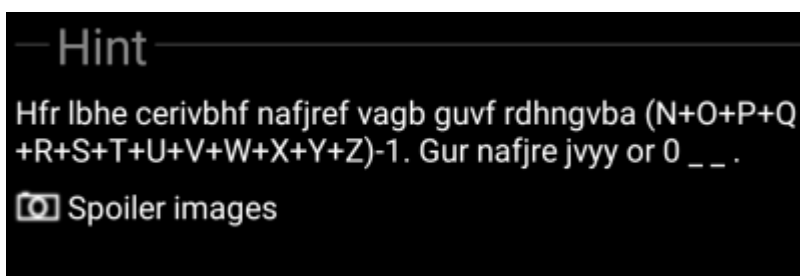 Hint
Hfr lbhe cerivbhf nafjref vagb guvf rdhngvba (N+O+P+Q
+R+S+T+U+V+W+X+Y+Z)-1. Gur nafjre jvyy or 0 _ _ .
Spoiler images